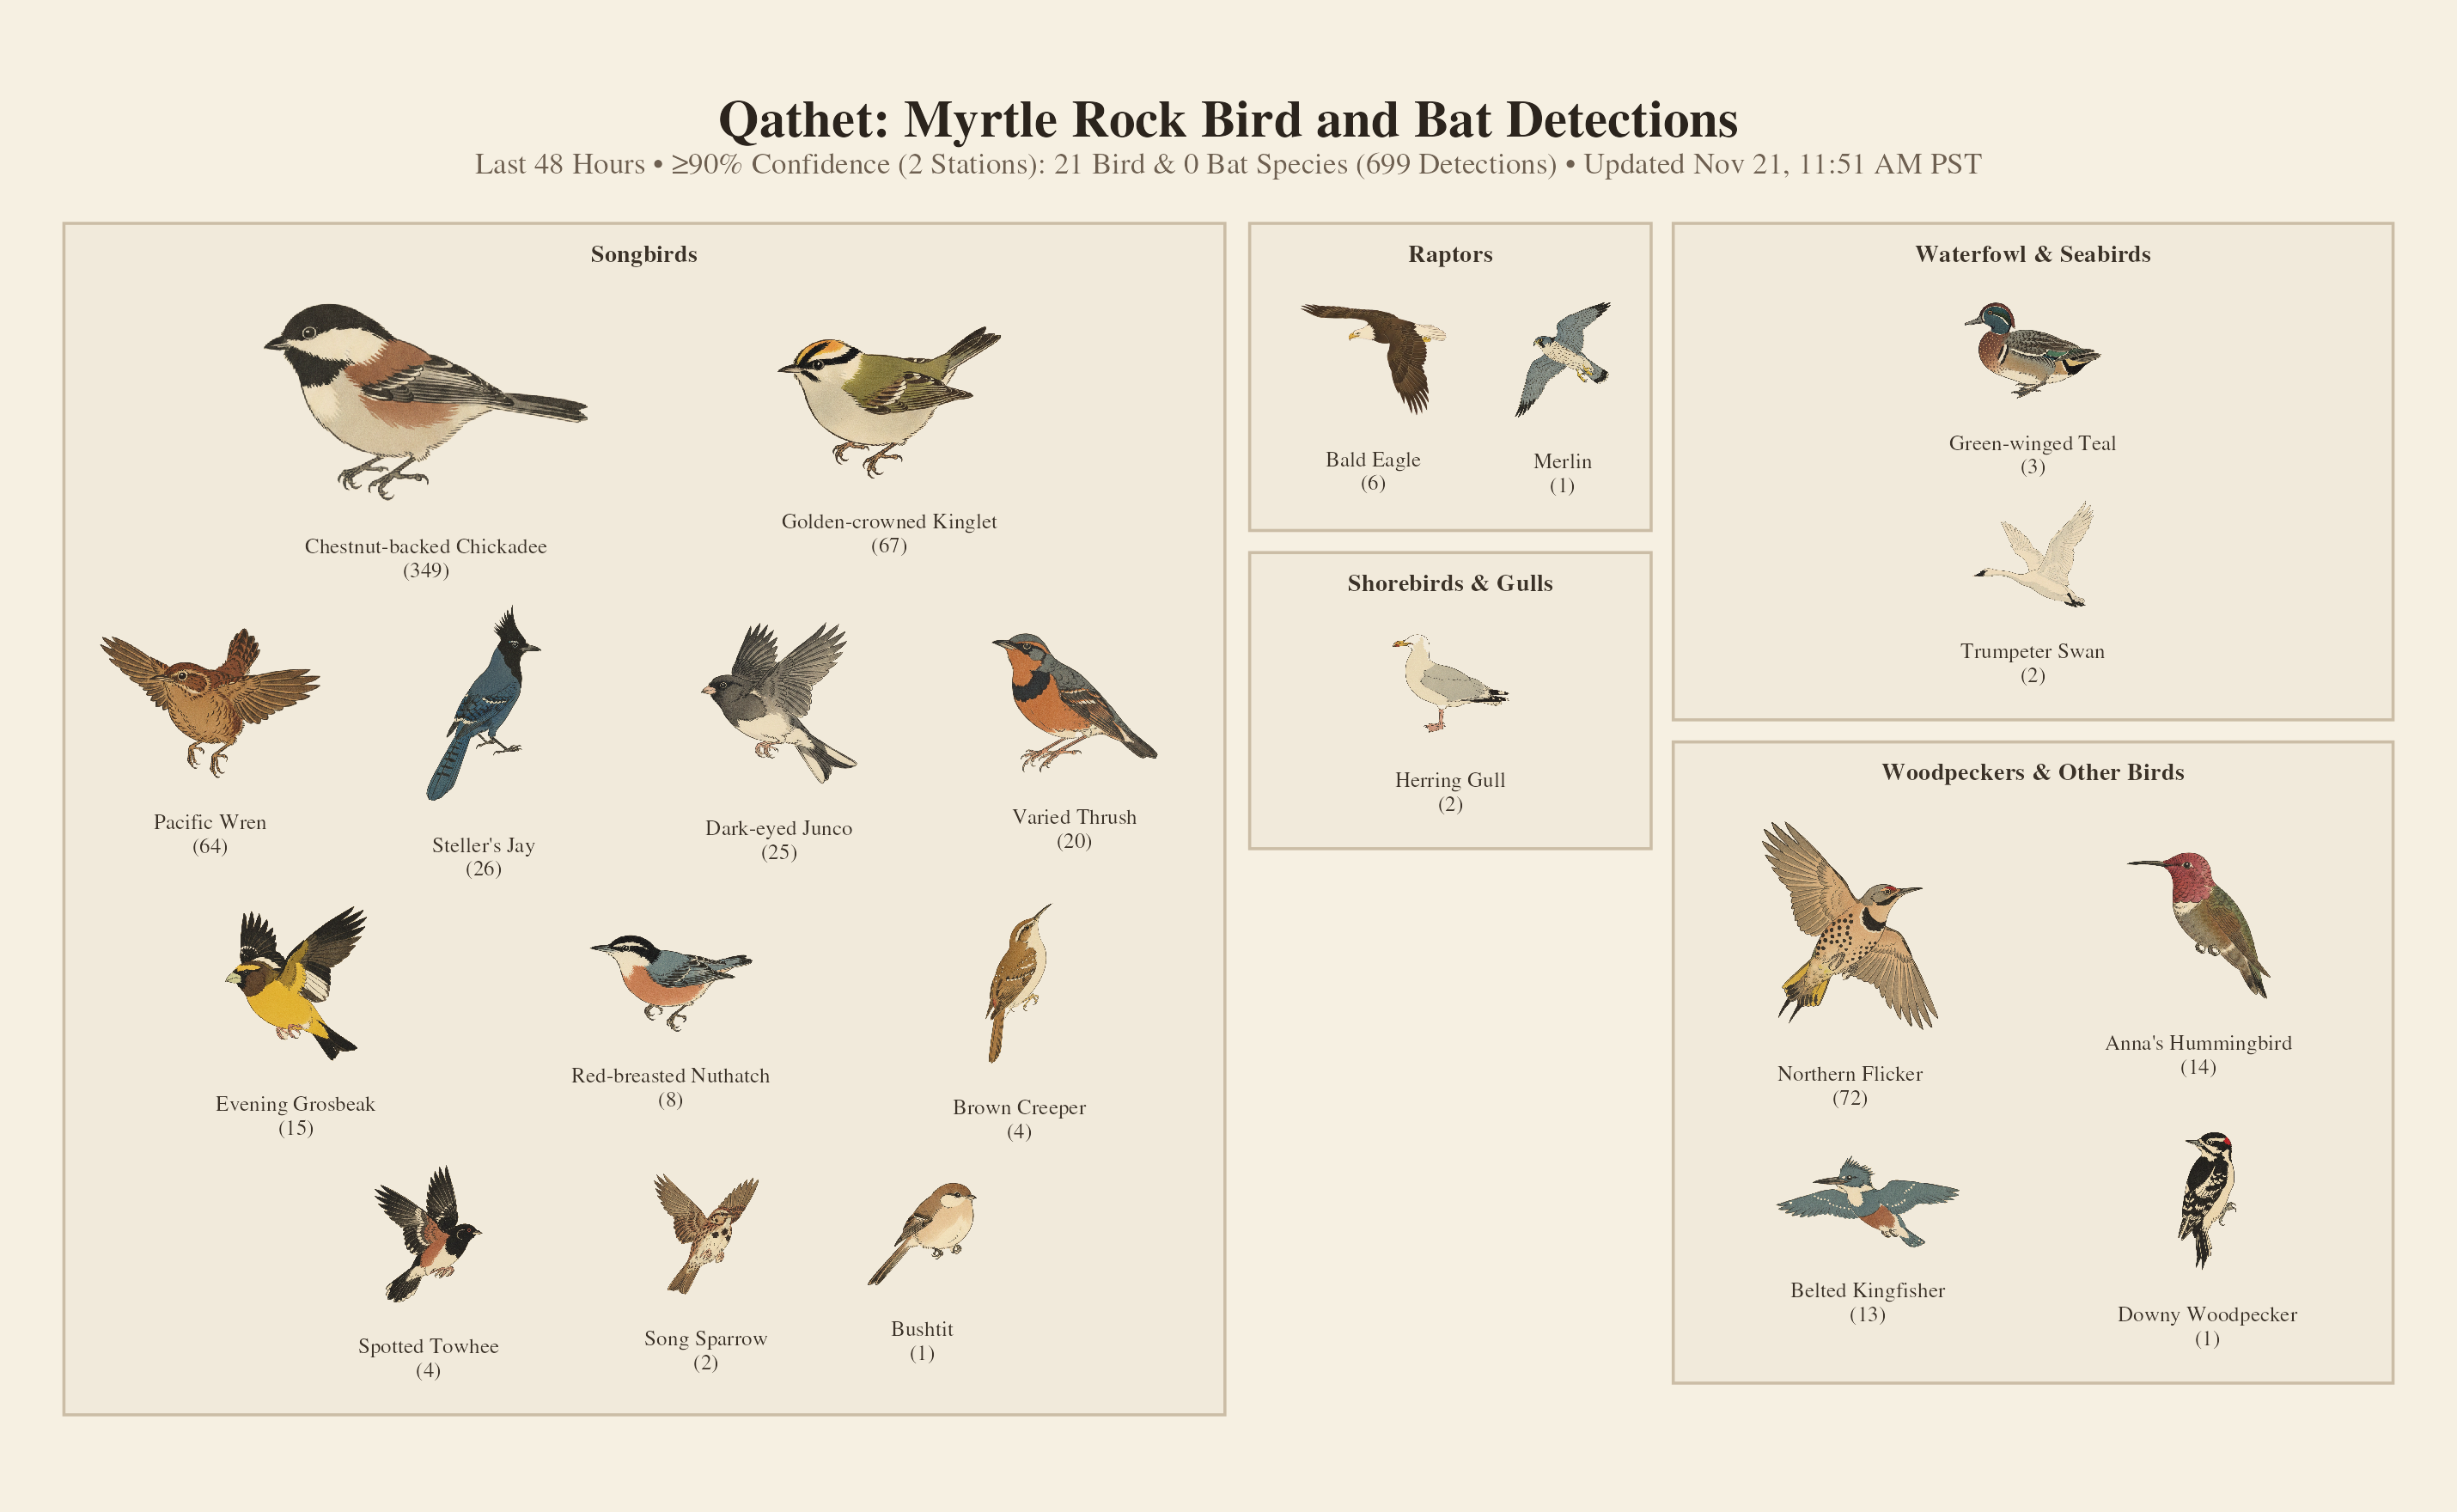 Qathet: Myrtle Rock Bird and Bat Detections
Last 48 Hours • ≥90% Confidence (2 Stations): 21 Bird & 0 Bat Species (699 Detections) • Updated Nov 21, 11:51 AM PST
Songbirds
Chestnut-backed Chickadee
(349)
Golden-crowned Kinglet
(67)
Pacific Wren
(64)
Steller's Jay
(26)
Dark-eyed Junco
(25)
Varied Thrush
(20)
Evening Grosbeak
(15)
Red-breasted Nuthatch
(8)
Brown Creeper
(4)
Spotted Towhee
(4)
Song Sparrow
(2)
Bushtit
(1)
Raptors
Bald Eagle
(6)
Merlin
(1)
Shorebirds & Gulls
Herring Gull
(2)
Waterfowl & Seabirds
Green-winged Teal
(3)
Trumpeter Swan
(2)
Woodpeckers & Other Birds
Northern Flicker
(72)
Anna's Hummingbird
(14)
Belted Kingfisher
(13)
Downy Woodpecker
(1)